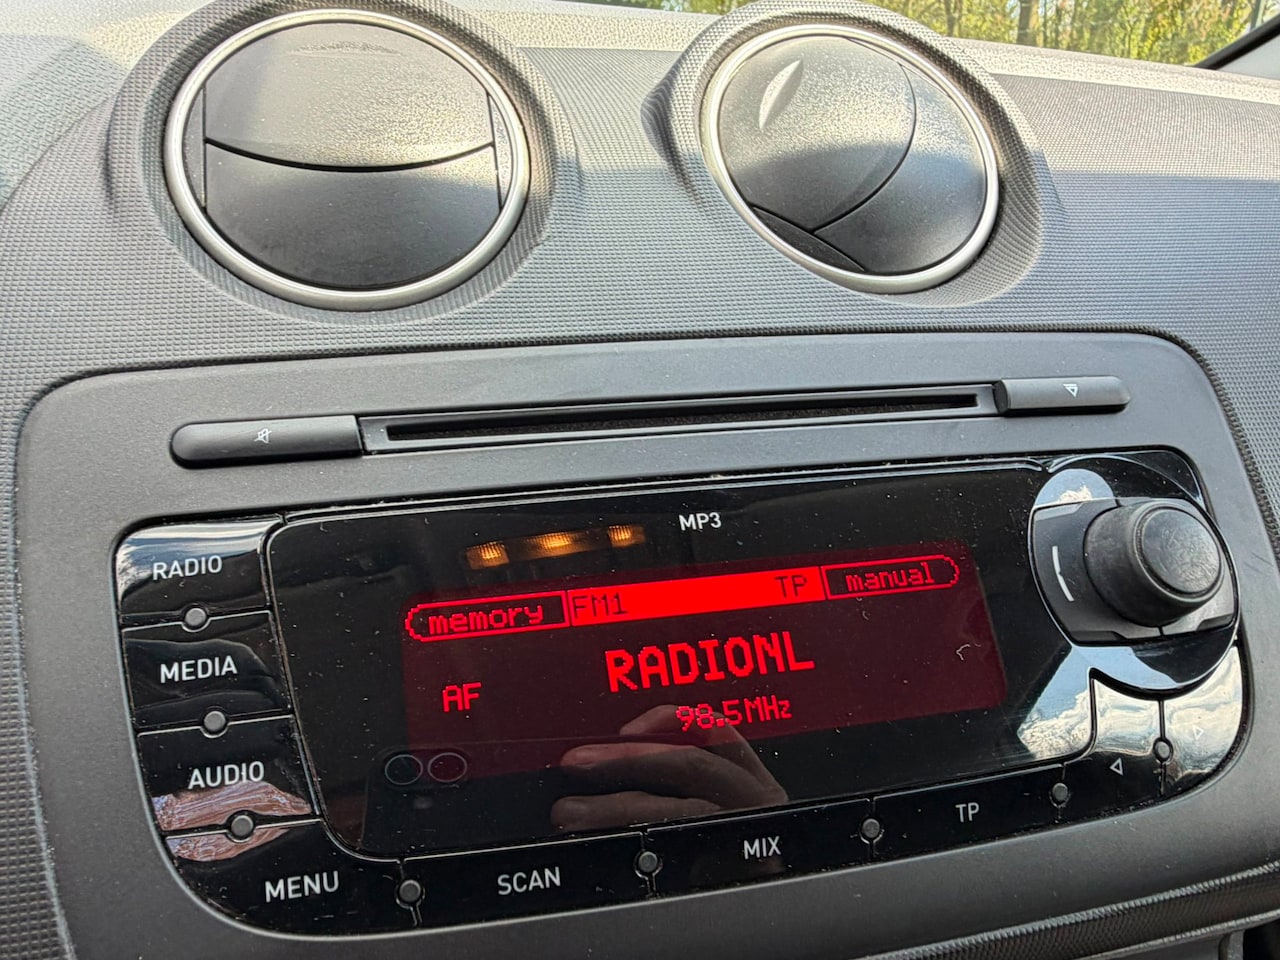 MP3
RADIO
MEDIA
AUDIO
MENU
memory FM1 TP manual
RADIONL
AF
98.5MHz
SCAN
MIX
TP